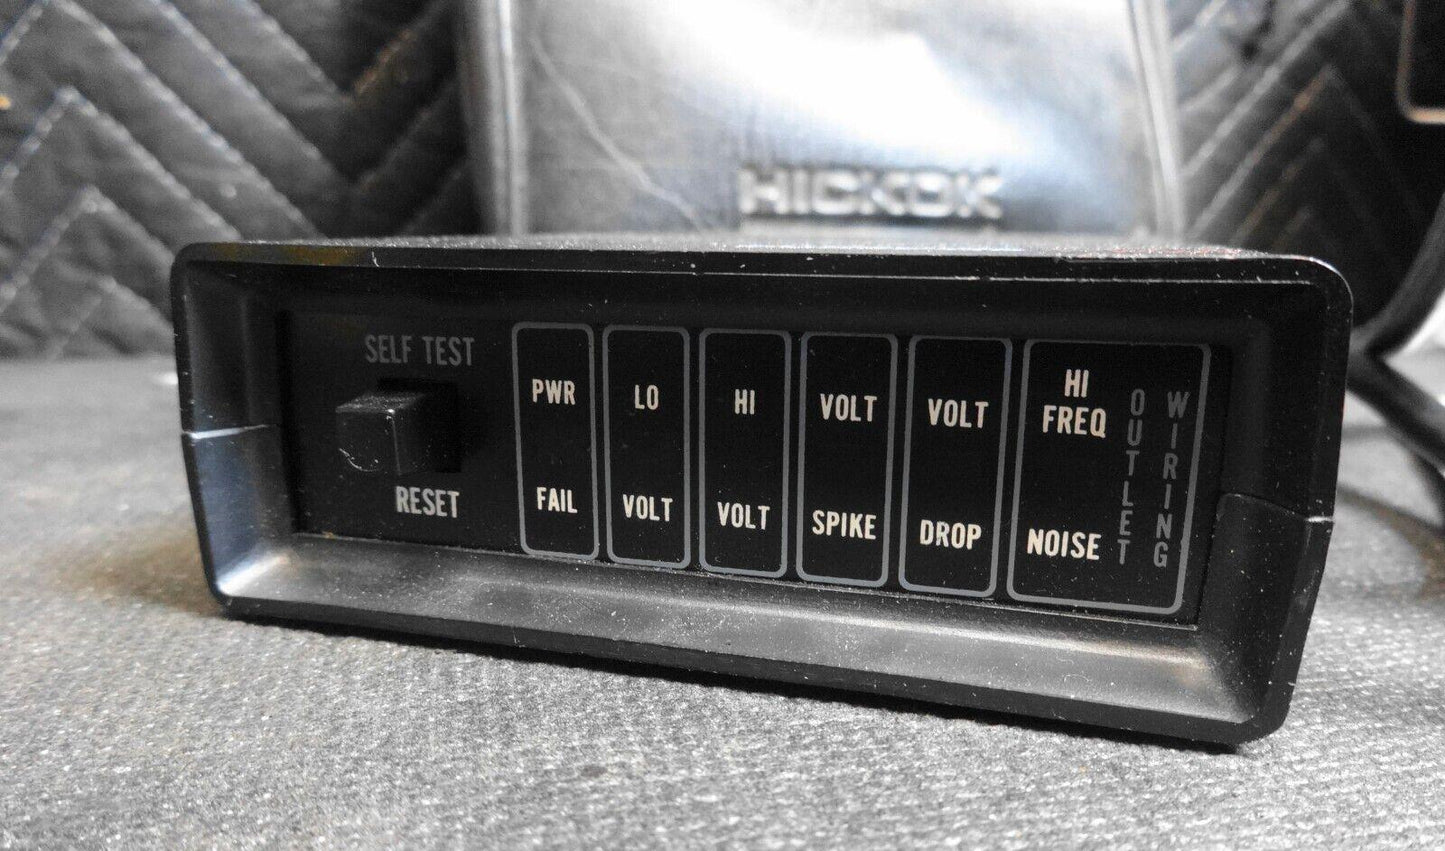 HICKOK
SELF TEST
RESET
PWR
FAIL
LO
VOLT
HI
VOLT
VOLT
SPIKE
VOLT
DROP
HI
FREQ
NOISE
OUTLET
WIRING